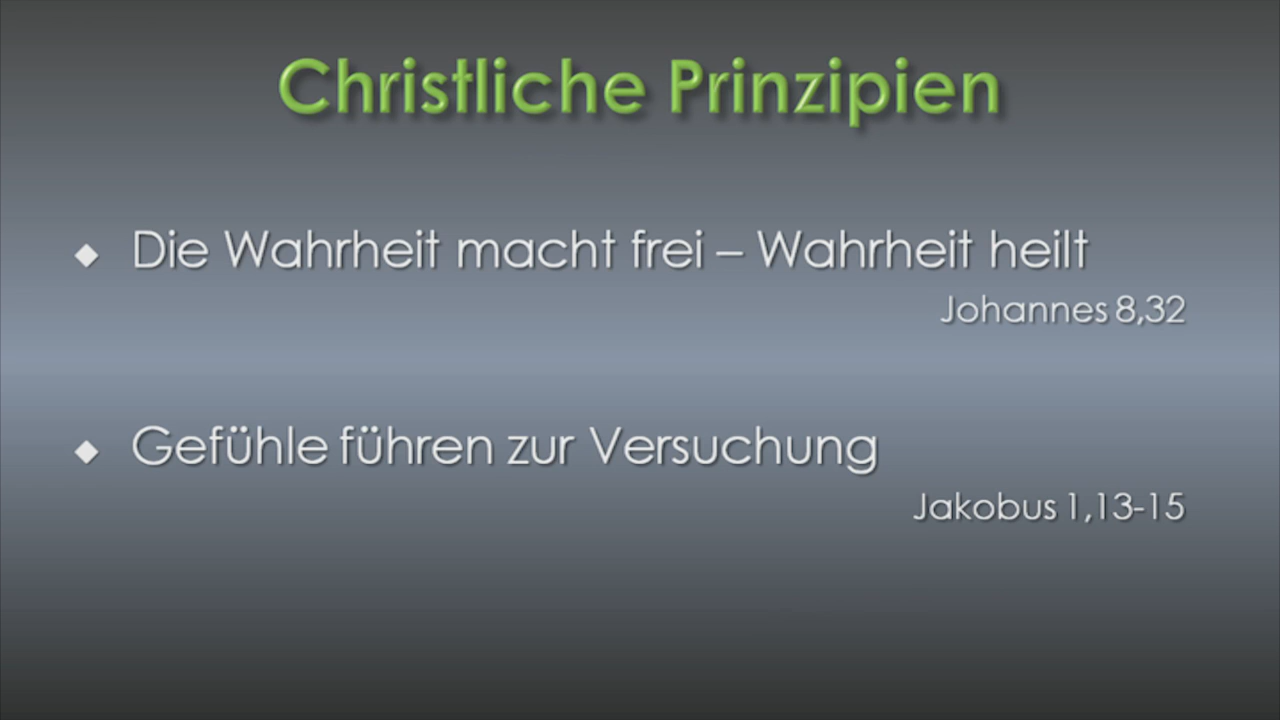 Christliche Prinzipien
◆ Die Wahrheit macht frei – Wahrheit heilt
Johannes 8,32
◆ Gefühle führen zur Versuchung
Jakobus 1,13-15